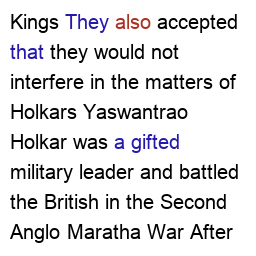 Kings They also accepted
that they would not
interfere in the matters of
Holkars Yaswantrao
Holkar was a gifted
military leader and battled
the British in the Second
Anglo Maratha War After